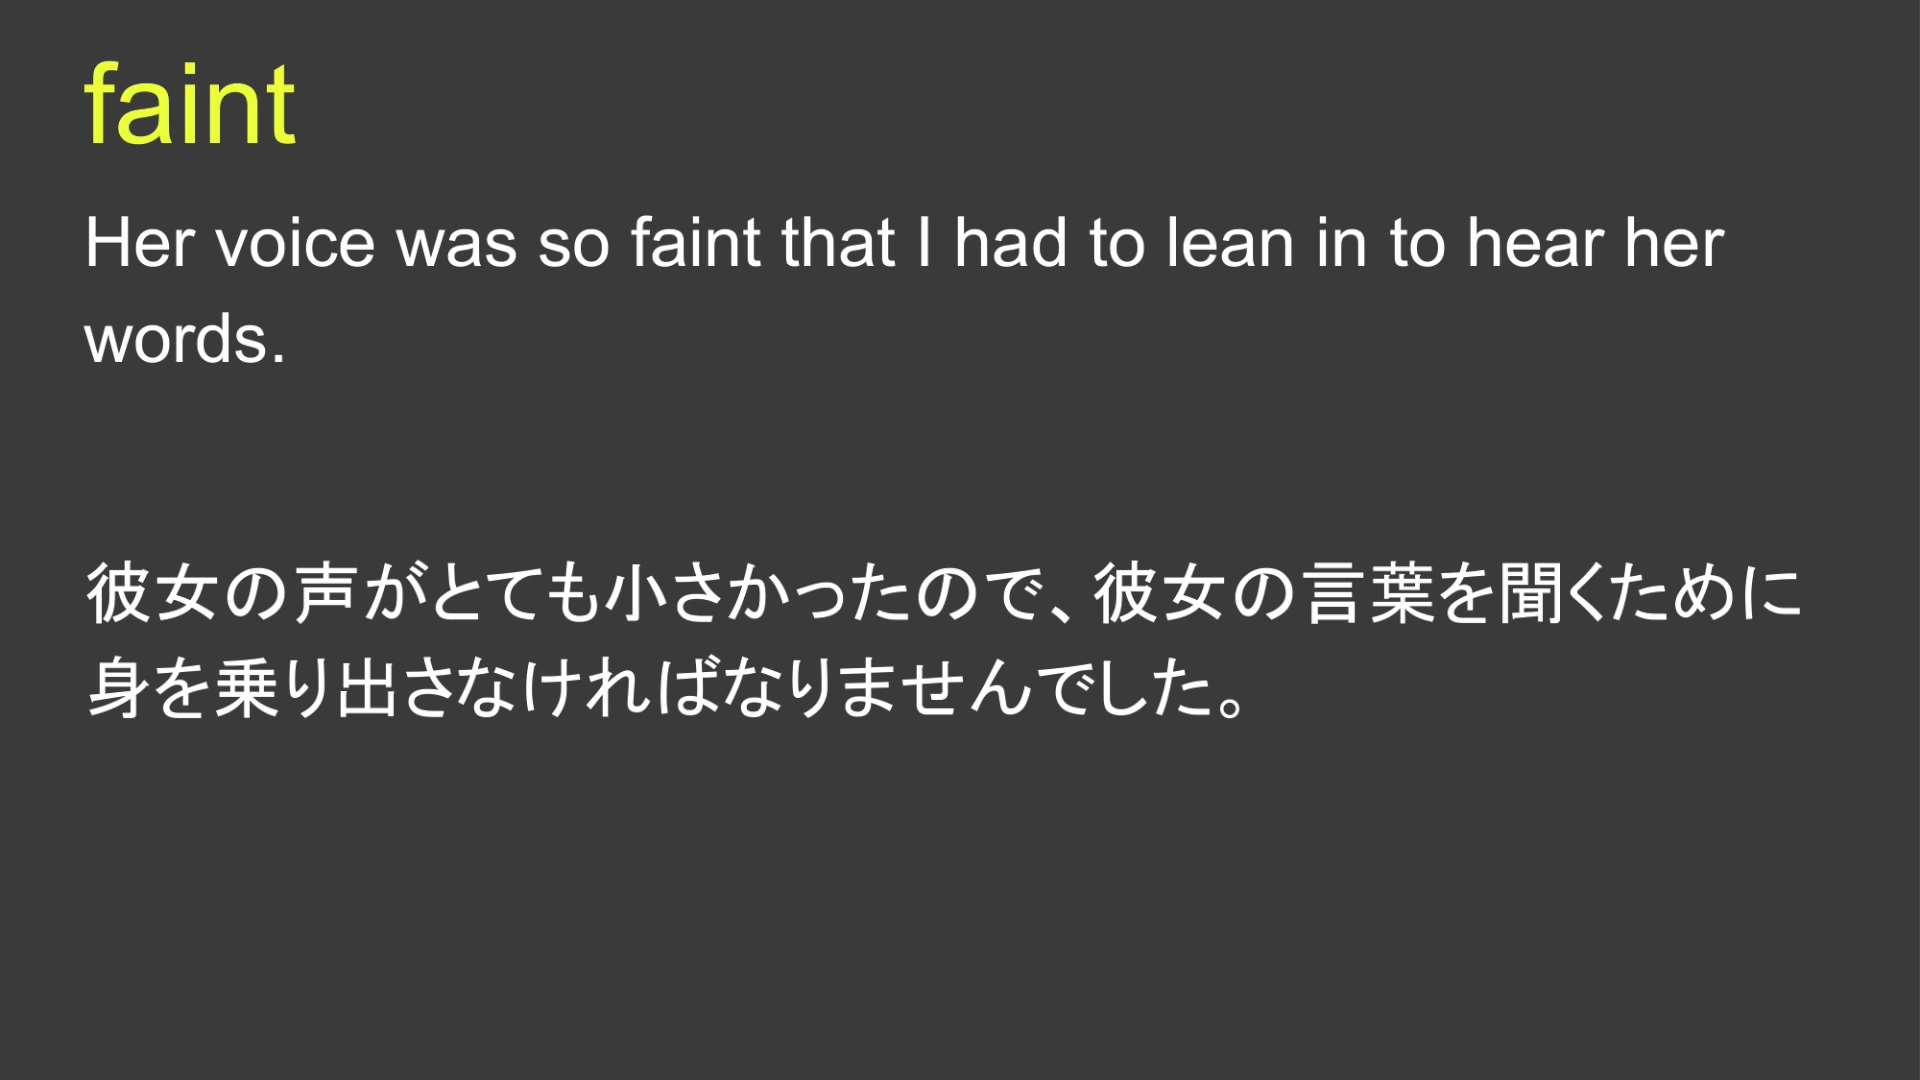 faint
Her voice was so faint that I had to lean in to hear her
words.
彼女の声がとても小さかったので、彼女の言葉を聞くために
身を乗り出さなければなりませんでした。